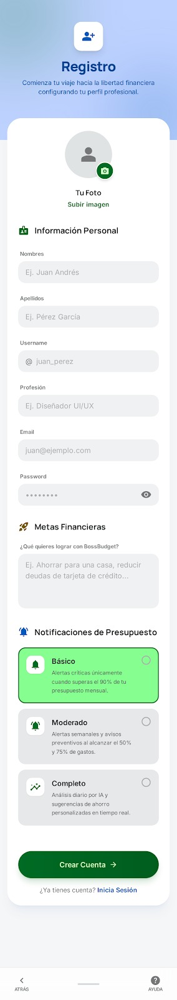 Registro
Comienza tu viaje hacia la libertad financiera
configurando tu perfil profesional.
Tu Foto
Subir imagen
Información Personal
Nombres
Ej. Juan Andrés
Apellidos
Ej. Pérez García
Username
@ juan_perez
Profesión
Ej. Diseñador UI/UX
Email
juan@ejemplo.com
Password
••••••••
Metas Financieras
¿Qué quieres lograr con BossBudget?
Ej. Ahorrar para una casa, reducir
deudas de tarjeta de crédito...
Notificaciones de Presupuesto
Básico
Alertas críticas únicamente
cuando superas el 90% de tu
presupuesto mensual.
Moderado
Alertas semanales y avisos
preventivos al alcanzar el 50%
y 75% de gastos.
Completo
Análisis diario por IA y
sugerencias de ahorro
personalizadas en tiempo real.
Crear Cuenta →
¿Ya tienes cuenta? Inicia Sesión
ATRÁS
AYUDA